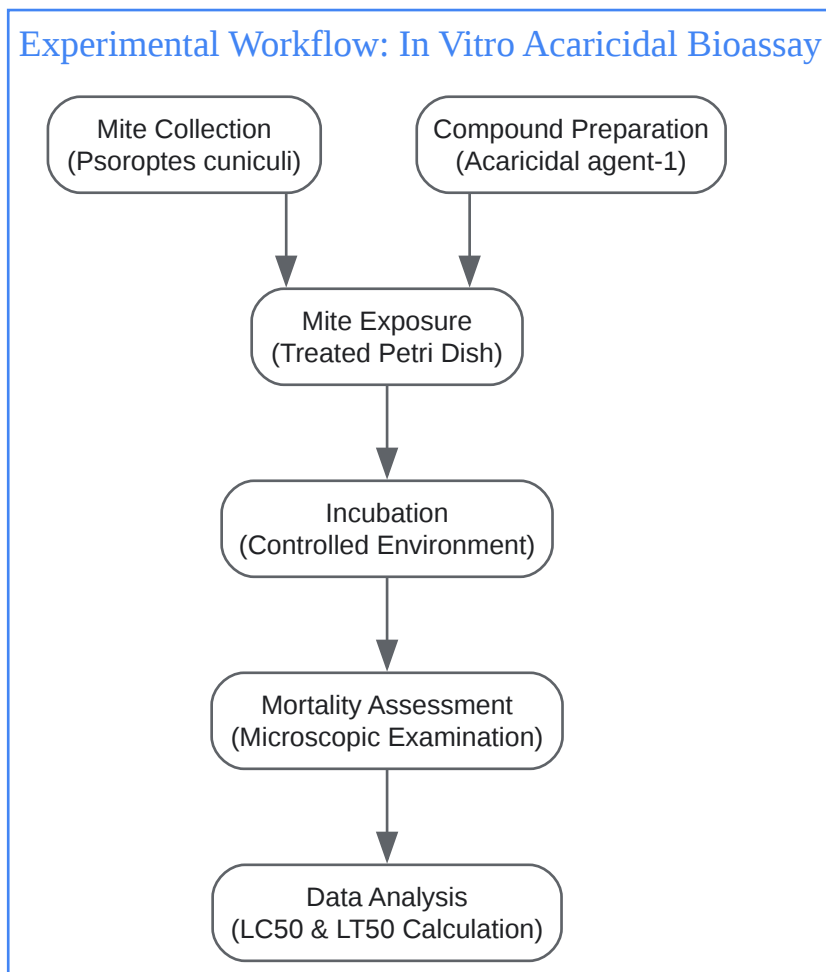 Experimental Workflow: In Vitro Acaricidal Bioassay
Mite Collection
(Psoroptes cuniculi)
Compound Preparation
(Acaricidal agent-1)
Mite Exposure
(Treated Petri Dish)
Incubation
(Controlled Environment)
Mortality Assessment
(Microscopic Examination)
Data Analysis
(LC50 & LT50 Calculation)